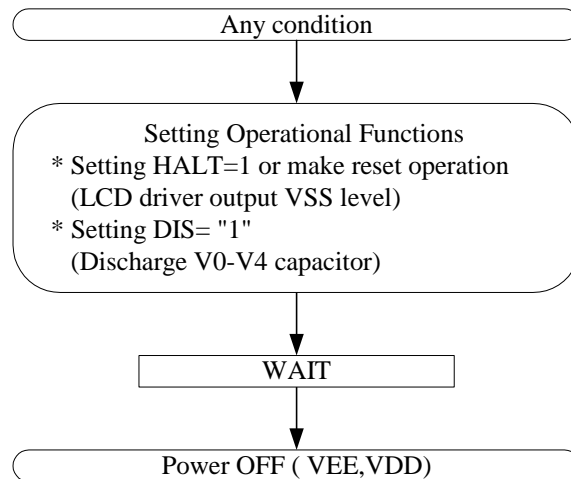 Any condition
Setting Operational Functions
* Setting HALT=1 or make reset operation
(LCD driver output VSS level)
* Setting DIS= "1"
(Discharge V0-V4 capacitor)
WAIT
Power OFF ( VEE,VDD)